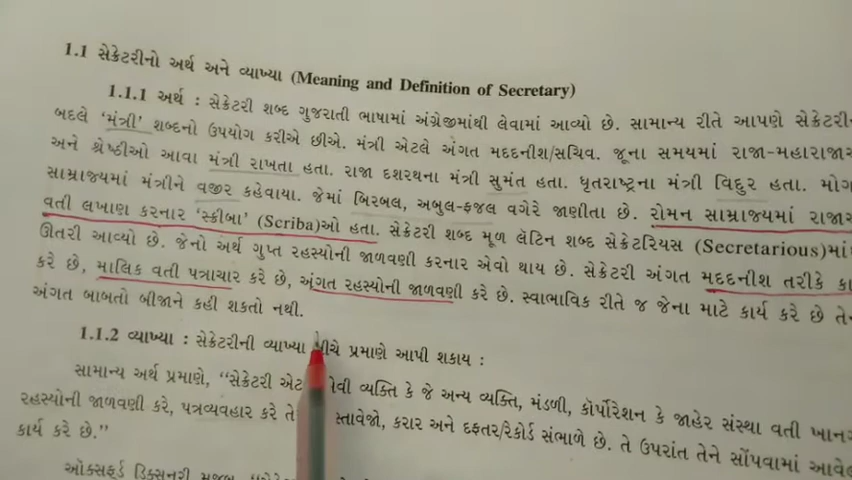 1.1 સેક્રેટરીનો અર્થ અને વ્યાખ્યા (Meaning and Definition of Secretary)
1.1.1 અર્થ : સેક્રેટરી શબ્દ ગુજરાતી ભાષામાં અંગ્રેજીમાંથી લેવામાં આવ્યો છે. સામાન્ય રીતે આપણે સેક્રેટરી
બદલે ‘મંત્રી’ શબ્દનો ઉપયોગ કરીએ છીએ. મંત્રી એટલે અંગત મદદનીશ/સચિવ. જૂના સમયમાં રાજા-મહારાજા
અને શ્રેષ્ઠીઓ આવા મંત્રી રાખતા હતા. રાજા દશરથના મંત્રી સુમંત હતા. ધૃતરાષ્ટ્રના મંત્રી વિદુર હતા.
સામ્રાજ્યમાં મંત્રીને વજીર કહેવાયા. જેમાં બિરબલ, અબુલ-ફજલ વગેરે જાણીતા છે. રોમન સામ્રાજ્યમાં
વતી લખાણ કરનાર ‘સ્ક્રીબા’ (Scriba)ઓ હતા. સેક્રેટરી શબ્દ મૂળ લૅટિન શબ્દ સેક્રેટરિયસ (Secretarious)
ઊતરી આવ્યો છે. જેનો અર્થ ગુપ્ત રહસ્યોની જાળવણી કરનાર એવો થાય છે. સેક્રેટરી અંગત મદદનીશ તરીકે
કરે છે, માલિક વતી પત્રાચાર કરે છે, અંગત રહસ્યોની જાળવણી કરે છે. સ્વાભાવિક રીતે જ જેના માટે કાર્ય કરે છે
અંગત બાબતો બીજાને કહી શકતો નથી.
1.1.2 વ્યાખ્યા : સેક્રેટરીની વ્યાખ્યા પ્રમાણે આપી શકાય :
સામાન્ય અર્થ પ્રમાણે, “સેક્રેટરી વ્યક્તિ કે જે અન્ય વ્યક્તિ, મંડળી, કૉર્પોરેશન કે જાહેર સંસ્થા વતી
રહસ્યોની જાળવણી કરે, પત્રવ્યવહાર કરે કરાર અને દફતર/રેકોર્ડ સંભાળે છે. તે ઉપરાંત તેને સોંપવામાં
કાર્ય કરે છે.”
ઑક્સફર્ડ ડિક્સનરી મુજબ,